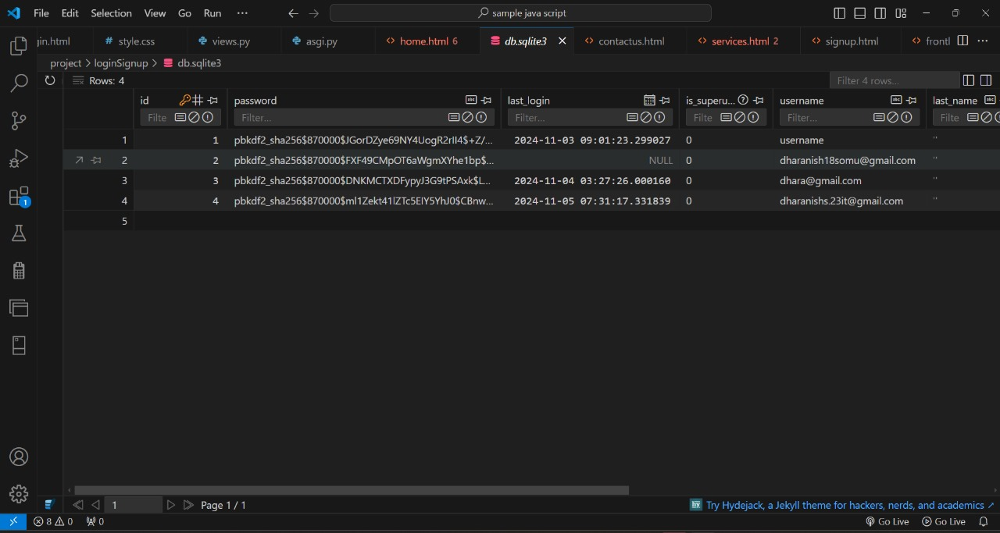 File Edit Selection View Go Run ··· sample java script
gin.html # style.css views.py asgi.py <> home.html 6 db.sqlite3 <> contactus.html <> services.html 2 <> signup.html <> frontl
project > loginSignup > db.sqlite3
Rows: 4 Filter 4 rows...
id password last_login is_superu... username last_name
Filte Filter... Filter... Filte Filter... Filte
1 1 pbkdf2_sha256$870000$JGorDZye69NY4UogR2rII4$+Z/... 2024-11-03 09:01:23.299027 0 username ''
2 2 pbkdf2_sha256$870000$FXF49CMpOT6aWgmXYhe1bp$... NULL 0 dharanish18somu@gmail.com ''
3 3 pbkdf2_sha256$870000$DNKMCTXDFypyJ3G9tPSAxk$L... 2024-11-04 03:27:26.000160 0 dhara@gmail.com ''
4 4 pbkdf2_sha256$870000$ml1Zekt41lZTc5EIY5YhJ0$CBnw... 2024-11-05 07:31:17.331839 0 dharanishs.23it@gmail.com ''
5
1
1 Page 1 / 1 hy Try Hydejack, a Jekyll theme for hackers, nerds, and academics
8 0 0 Go Live Go Live